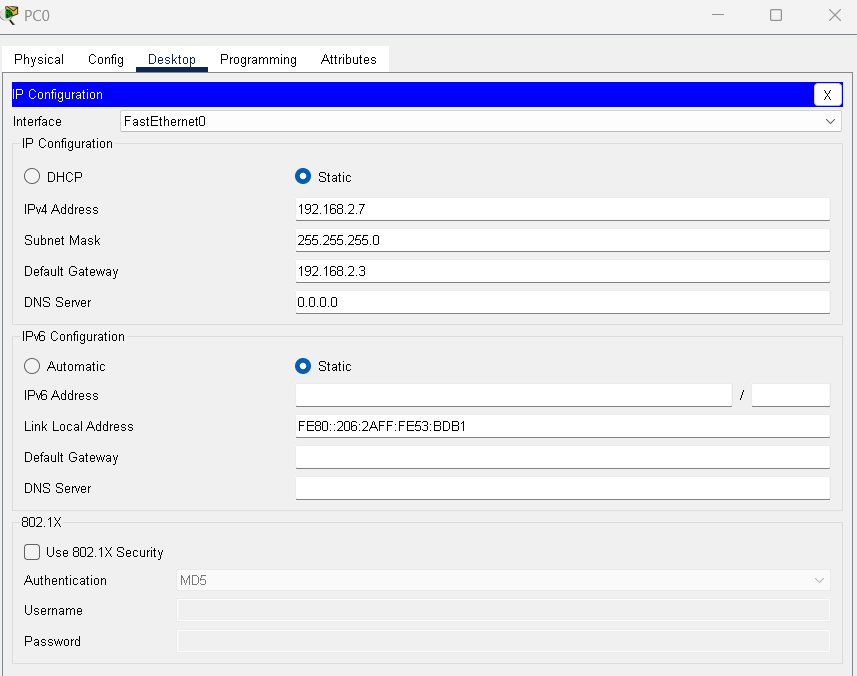 PC0
Physical Config Desktop Programming Attributes
IP Configuration X
Interface FastEthernet0
IP Configuration
DHCP Static
IPv4 Address 192.168.2.7
Subnet Mask 255.255.255.0
Default Gateway 192.168.2.3
DNS Server 0.0.0.0
IPv6 Configuration
Automatic Static
IPv6 Address /
Link Local Address FE80::206:2AFF:FE53:BDB1
Default Gateway
DNS Server
802.1X
Use 802.1X Security
Authentication MD5
Username
Password